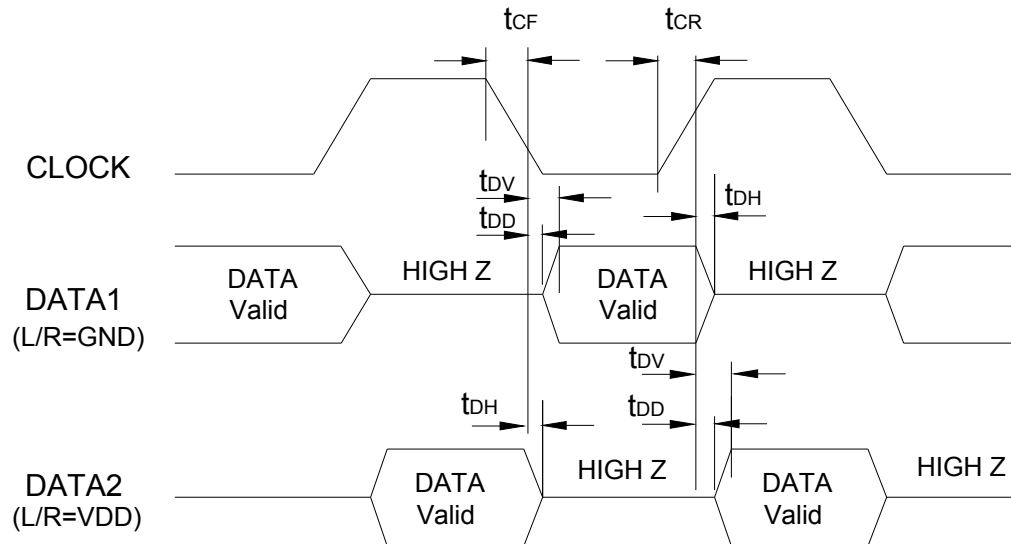 tCF
tCR
CLOCK
tDV
tDD
tDH
DATA1
(L/R=GND)
DATA
Valid
HIGH Z
DATA
Valid
HIGH Z
tDV
tDD
tDH
DATA2
(L/R=VDD)
DATA
Valid
HIGH Z
DATA
Valid
HIGH Z